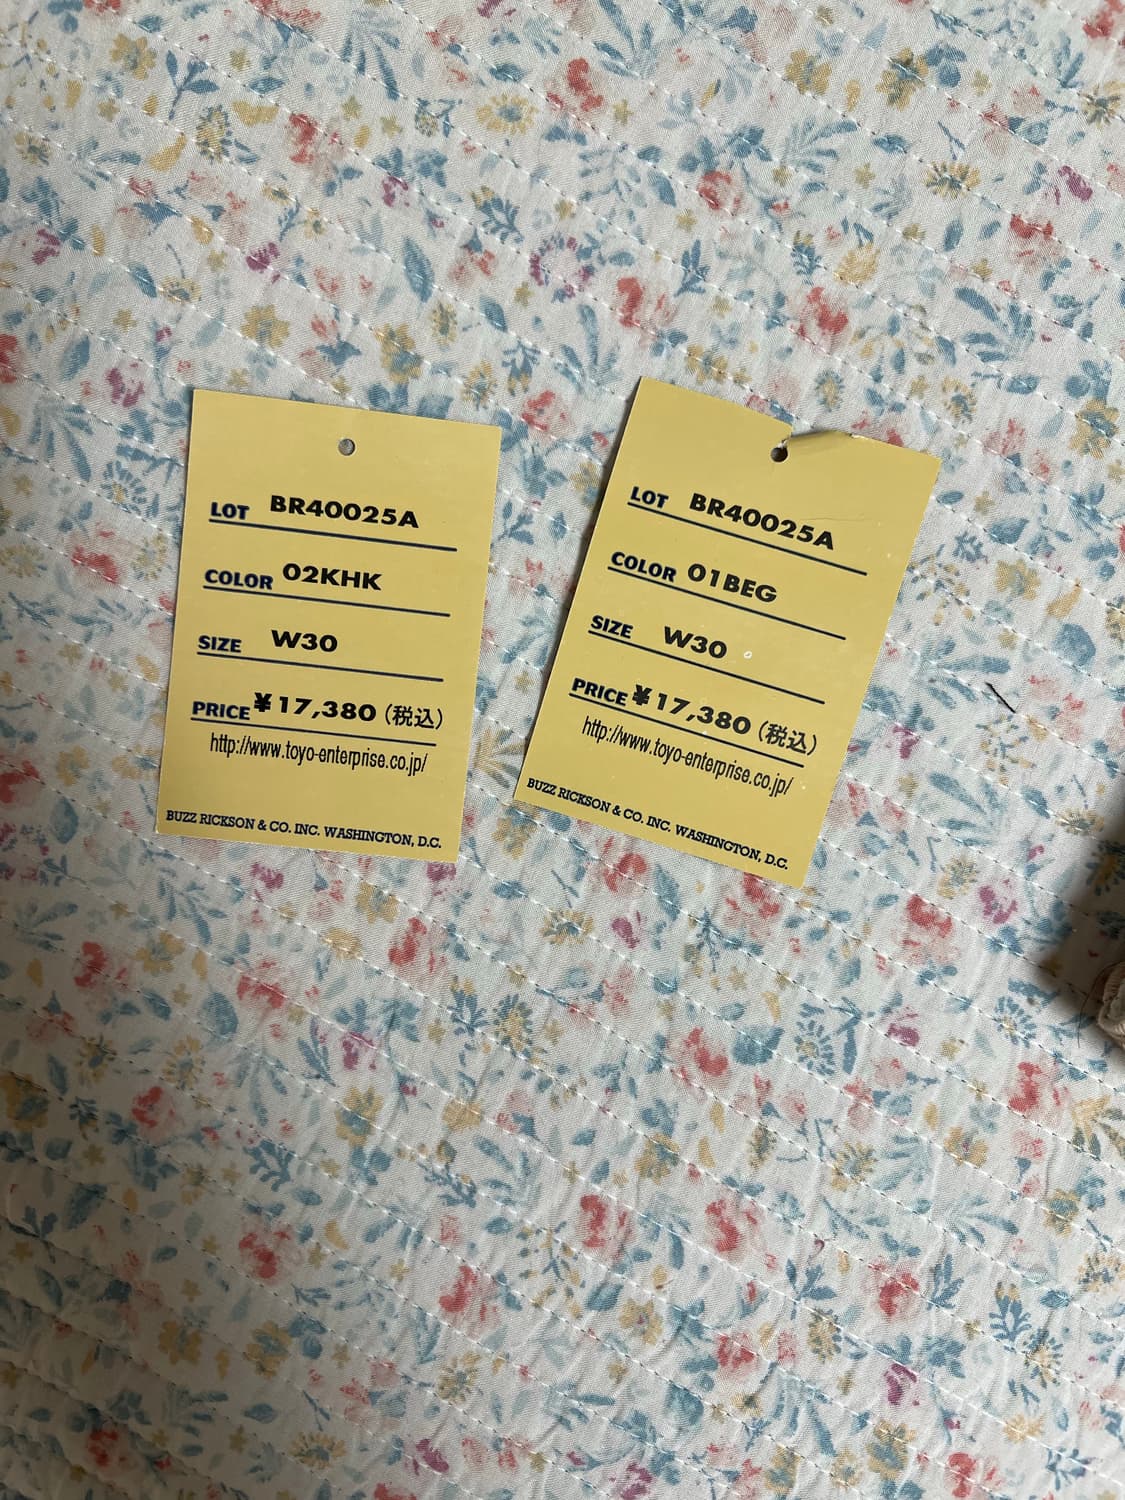 LOT BR40025A
COLOR 02KHK
SIZE W30
PRICE ¥17,380(税込)
http://www.toyo-enterprise.co.jp/
BUZZ RICKSON & CO. INC. WASHINGTON, D.C.
LOT BR40025A
COLOR 01BEG
SIZE W30
PRICE ¥17,380(税込)
http://www.toyo-enterprise.co.jp/
BUZZ RICKSON & CO. INC. WASHINGTON, D.C.